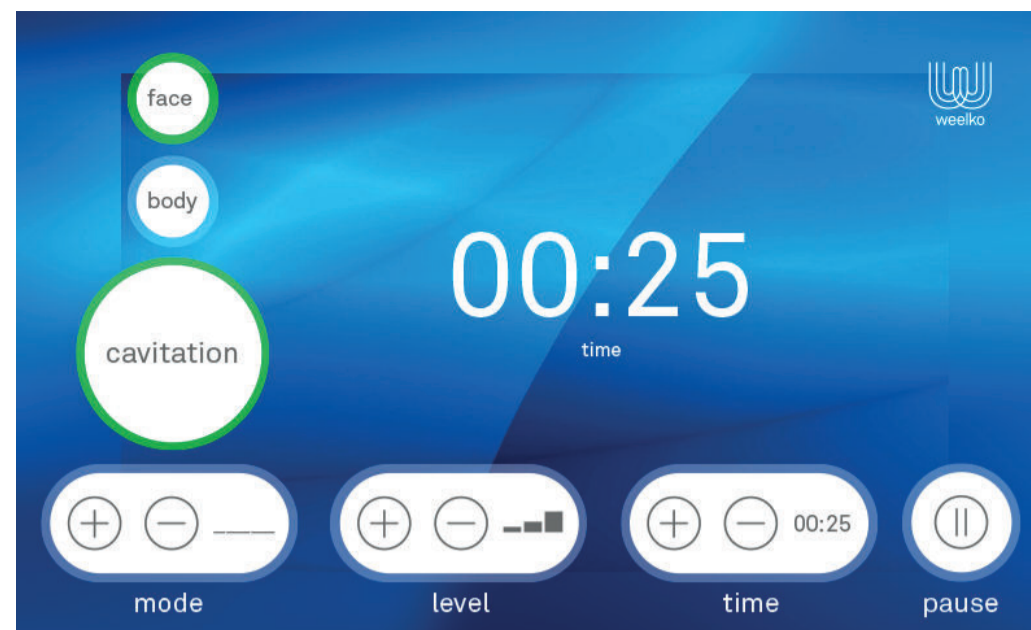 face
weelko
body
00:25
time
cavitation
00:25
mode
level
time
pause